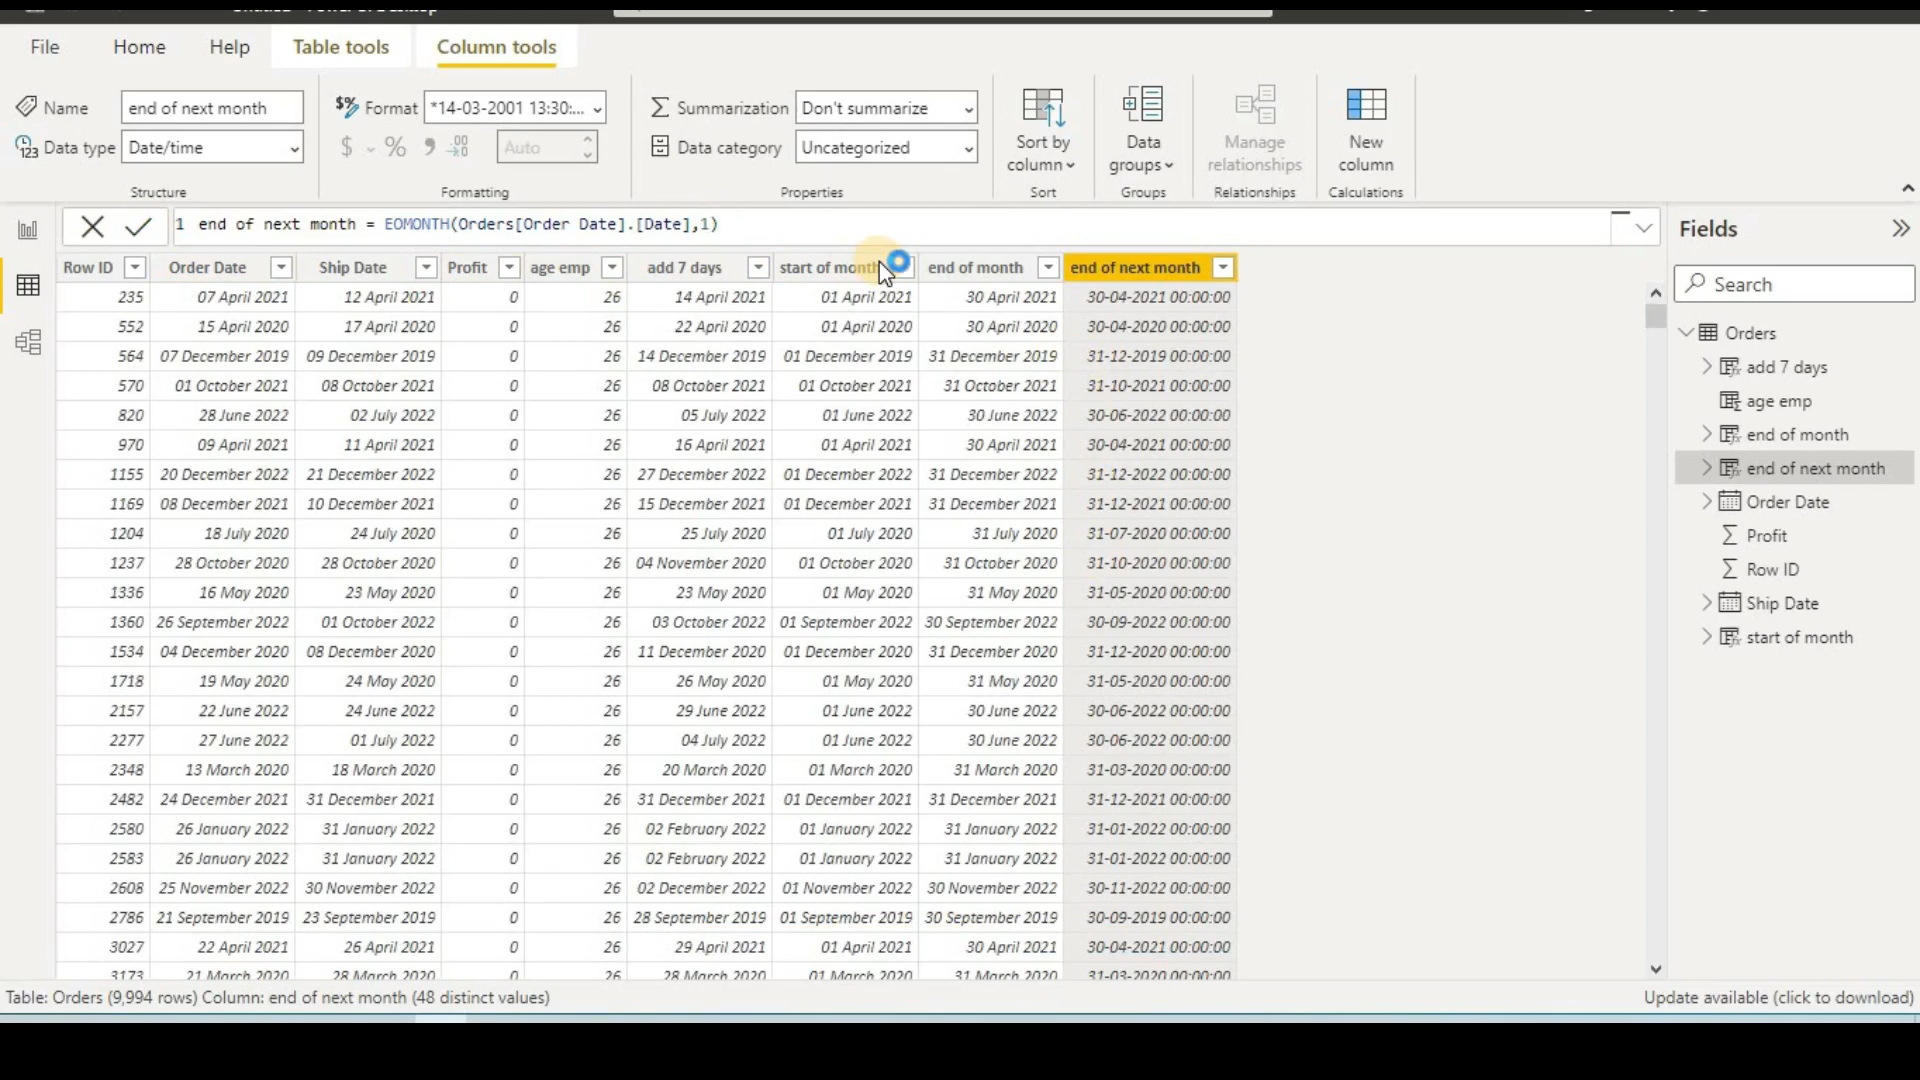 File Home Help Table tools Column tools
Name end of next month Format *14-03-2001 13:30:... Summarization Don't summarize
Data type Date/time $ % Auto Data category Uncategorized
Sort by column Data groups Manage relationships New column
Structure Formatting Properties Sort Groups Relationships Calculations
1 end of next month = EOMONTH(Orders[Order Date].[Date],1)
Row ID Order Date Ship Date Profit age emp add 7 days start of month end of month end of next month
235 07 April 2021 12 April 2021 0 26 14 April 2021 01 April 2021 30 April 2021 30-04-2021 00:00:00
552 15 April 2020 17 April 2020 0 26 22 April 2020 01 April 2020 30 April 2020 30-04-2020 00:00:00
564 07 December 2019 09 December 2019 0 26 14 December 2019 01 December 2019 31 December 2019 31-12-2019 00:00:00
570 01 October 2021 08 October 2021 0 26 08 October 2021 01 October 2021 31 October 2021 31-10-2021 00:00:00
820 28 June 2022 02 July 2022 0 26 05 July 2022 01 June 2022 30 June 2022 30-06-2022 00:00:00
970 09 April 2021 11 April 2021 0 26 16 April 2021 01 April 2021 30 April 2021 30-04-2021 00:00:00
1155 20 December 2022 21 December 2022 0 26 27 December 2022 01 December 2022 31 December 2022 31-12-2022 00:00:00
1169 08 December 2021 10 December 2021 0 26 15 December 2021 01 December 2021 31 December 2021 31-12-2021 00:00:00
1204 18 July 2020 24 July 2020 0 26 25 July 2020 01 July 2020 31 July 2020 31-07-2020 00:00:00
1237 28 October 2020 28 October 2020 0 26 04 November 2020 01 October 2020 31 October 2020 31-10-2020 00:00:00
1336 16 May 2020 23 May 2020 0 26 23 May 2020 01 May 2020 31 May 2020 31-05-2020 00:00:00
1360 26 September 2022 01 October 2022 0 26 03 October 2022 01 September 2022 30 September 2022 30-09-2022 00:00:00
1534 04 December 2020 08 December 2020 0 26 11 December 2020 01 December 2020 31 December 2020 31-12-2020 00:00:00
1718 19 May 2020 24 May 2020 0 26 26 May 2020 01 May 2020 31 May 2020 31-05-2020 00:00:00
2157 22 June 2022 24 June 2022 0 26 29 June 2022 01 June 2022 30 June 2022 30-06-2022 00:00:00
2277 27 June 2022 01 July 2022 0 26 04 July 2022 01 June 2022 30 June 2022 30-06-2022 00:00:00
2348 13 March 2020 18 March 2020 0 26 20 March 2020 01 March 2020 31 March 2020 31-03-2020 00:00:00
2482 24 December 2021 31 December 2021 0 26 31 December 2021 01 December 2021 31 December 2021 31-12-2021 00:00:00
2580 26 January 2022 31 January 2022 0 26 02 February 2022 01 January 2022 31 January 2022 31-01-2022 00:00:00
2583 26 January 2022 31 January 2022 0 26 02 February 2022 01 January 2022 31 January 2022 31-01-2022 00:00:00
2608 25 November 2022 30 November 2022 0 26 02 December 2022 01 November 2022 30 November 2022 30-11-2022 00:00:00
2786 21 September 2019 23 September 2019 0 26 28 September 2019 01 September 2019 30 September 2019 30-09-2019 00:00:00
3027 22 April 2021 26 April 2021 0 26 29 April 2021 01 April 2021 30 April 2021 30-04-2021 00:00:00
3173 21 March 2020 28 March 2020 0 26 28 March 2020 01 March 2020 31 March 2020 31-03-2020 00:00:00
Fields
Search
Orders
add 7 days
age emp
end of month
end of next month
Order Date
Profit
Row ID
Ship Date
start of month
Table: Orders (9,994 rows) Column: end of next month (48 distinct values) Update available (click to download)